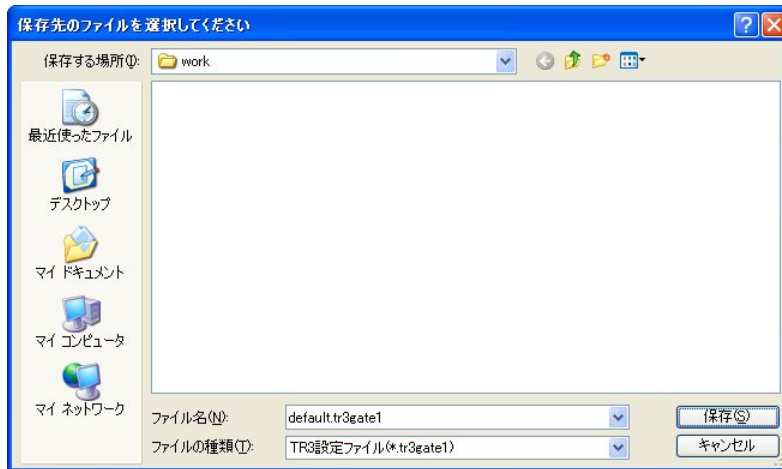 保存先のファイルを選択してください
保存する場所(I):
work
最近使ったファイル
デスクトップ
マイ ドキュメント
マイ コンピュータ
マイ ネットワーク
ファイル名(N):
default.tr3gate1
保存(S)
ファイルの種類(T):
TR3設定ファイル(*.tr3gate1)
キャンセル